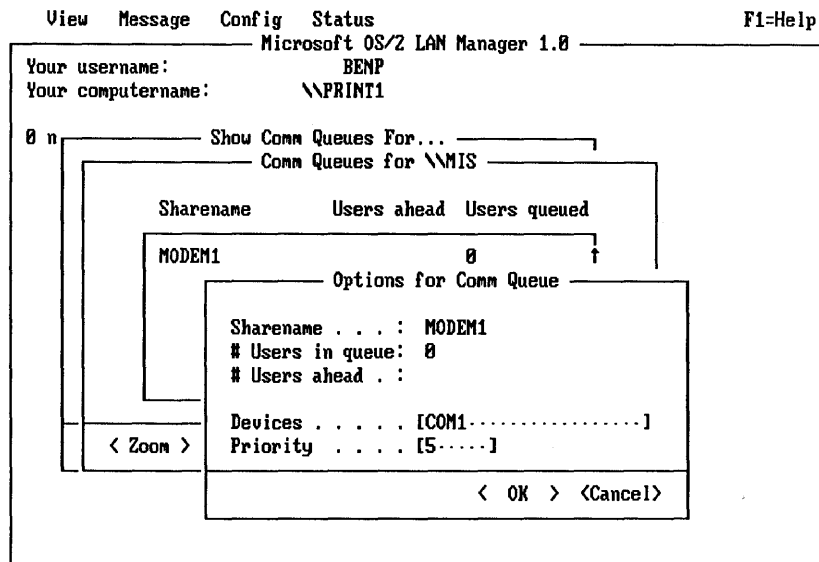 View Message Config Status F1=Help
Microsoft OS/2 LAN Manager 1.0
Your username: BENP
Your computername: \\PRINT1
0 n
Show Comm Queues For...
Comm Queues for \\MIS
Sharename Users ahead Users queued
MODEM1 0 ↑
Options for Comm Queue
Sharename . . . : MODEM1
# Users in queue: 0
# Users ahead . :
Devices . . . . . [COM1·················]
Priority . . . . [5·····]
< Zoom >
< OK > <Cancel>